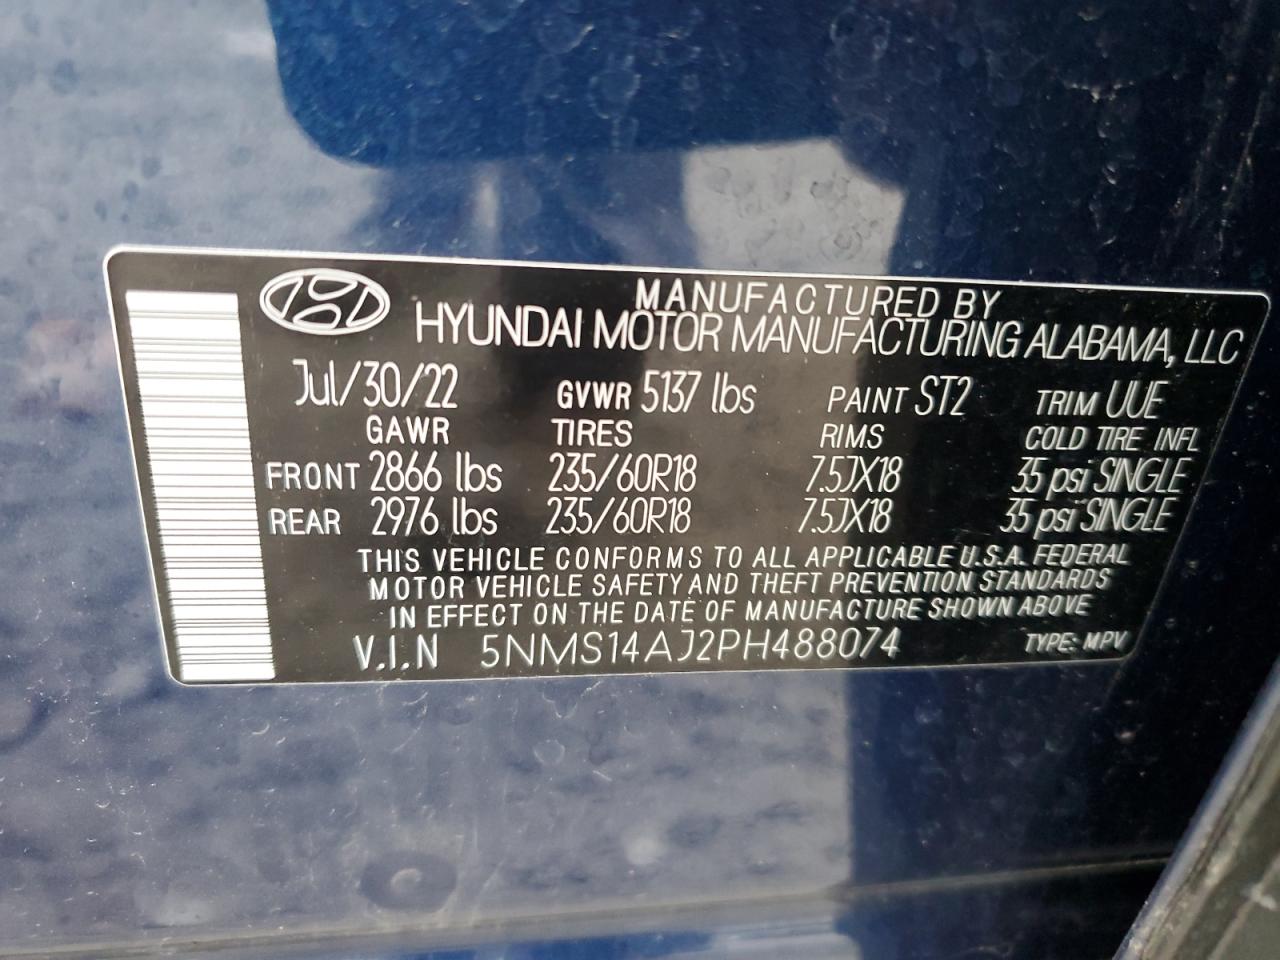 MANUFACTURED BY
HYUNDAI MOTOR MANUFACTURING ALABAMA, LLC
Jul/30/22 GVWR 5137 lbs PAINT ST2 TRIM UUE
GAWR TIRES RIMS COLD TIRE INFL
FRONT 2866 lbs 235/60R18 7.5JX18 35 psi SINGLE
REAR 2976 lbs 235/60R18 7.5JX18 35 psi SINGLE
THIS VEHICLE CONFORMS TO ALL APPLICABLE U.S.A. FEDERAL
MOTOR VEHICLE SAFETY AND THEFT PREVENTION STANDARDS
IN EFFECT ON THE DATE OF MANUFACTURE SHOWN ABOVE
V.I.N 5NMS14AJ2PH488074 TYPE: MPV